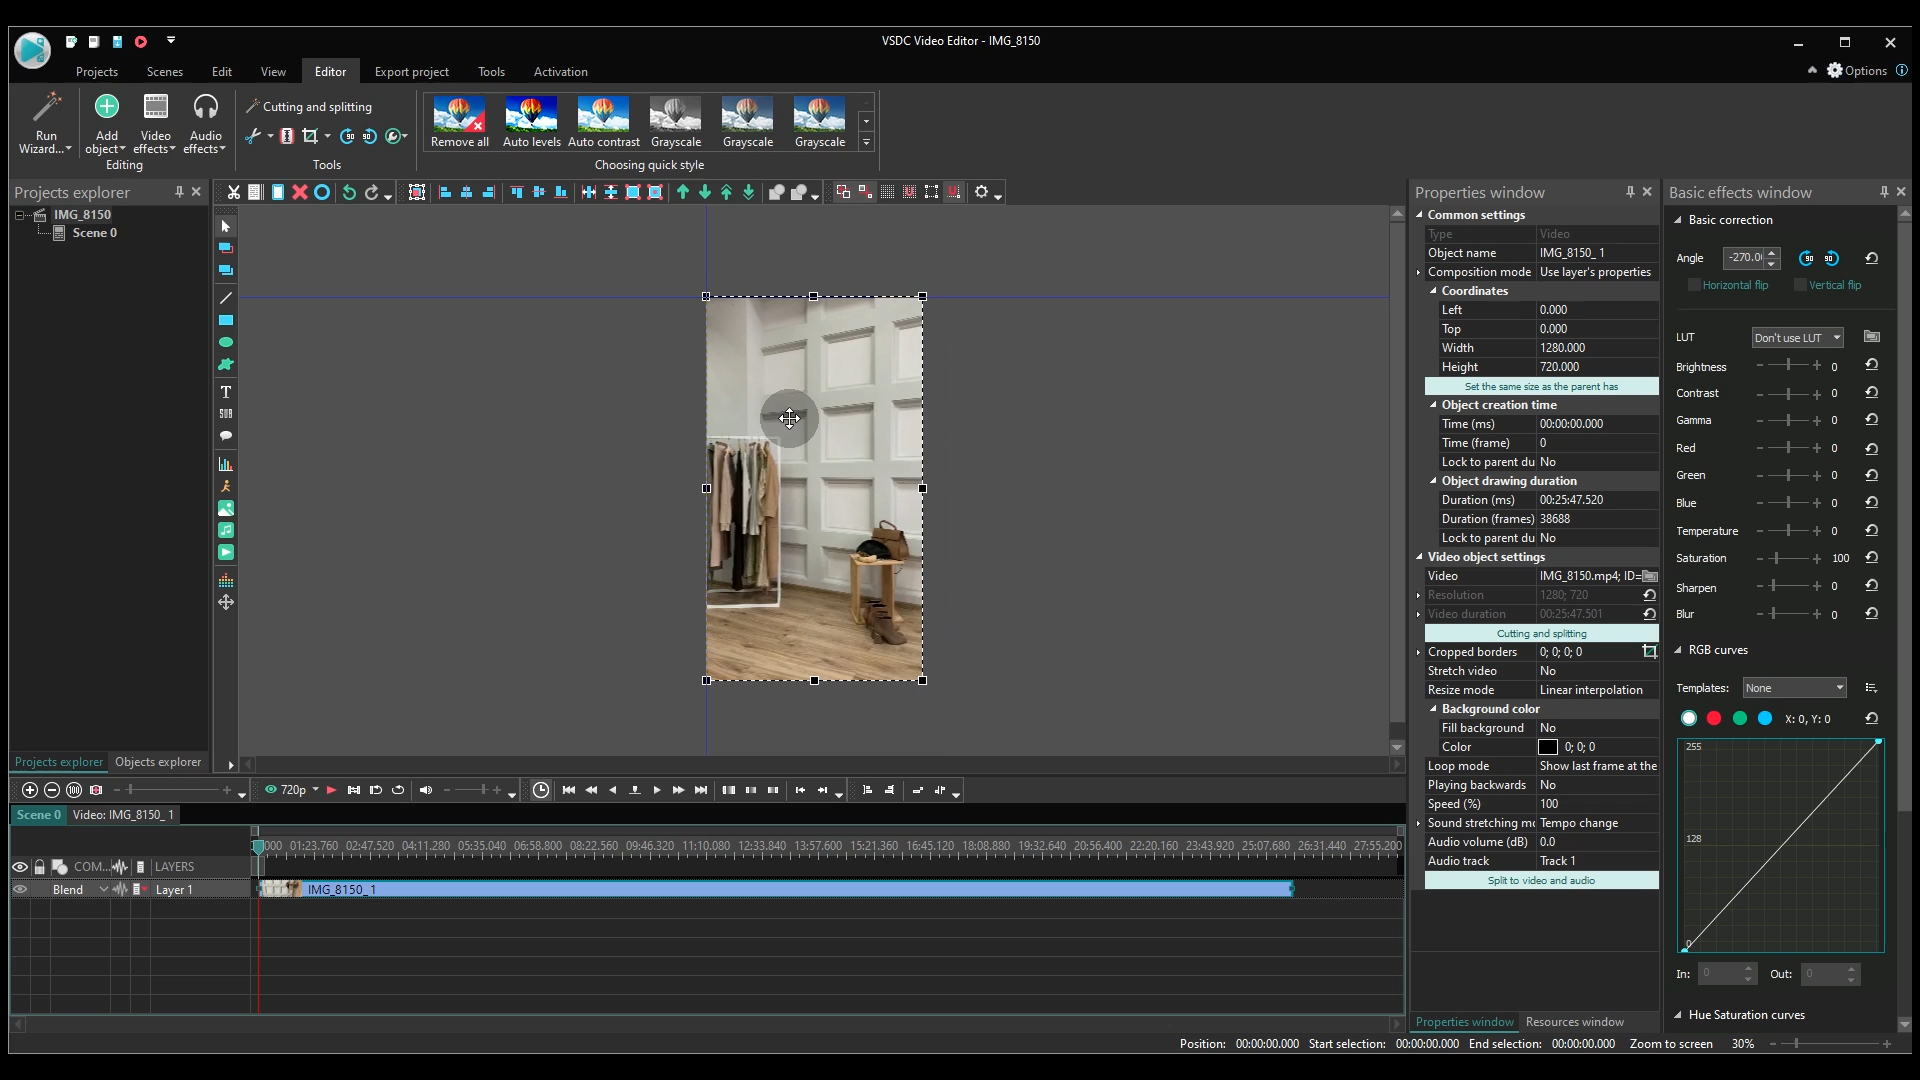 VSDC Video Editor - IMG_8150
Projects Scenes Edit View Editor Export project Tools Activation
Options
Run Wizard...
Add object
Video effects
Audio effects
Editing
Cutting and splitting
Tools
Remove all Auto levels Auto contrast Grayscale Grayscale Grayscale
Choosing quick style
Projects explorer
IMG_8150
Scene 0
Projects explorer Objects explorer
T
SUB
Properties window
Common settings
Type Video
Object name IMG_8150_ 1
Composition mode Use layer's properties
Coordinates
Left 0.000
Top 0.000
Width 1280.000
Height 720.000
Set the same size as the parent has
Object creation time
Time (ms) 00:00:00.000
Time (frame) 0
Lock to parent du No
Object drawing duration
Duration (ms) 00:25:47.520
Duration (frames) 38688
Lock to parent du No
Video object settings
Video IMG_8150.mp4; ID=
Resolution 1280; 720
Video duration 00:25:47.501
Cutting and splitting
Cropped borders 0; 0; 0; 0
Stretch video No
Resize mode Linear interpolation
Background color
Fill background No
Color 0; 0; 0
Loop mode Show last frame at the
Playing backwards No
Speed (%) 100
Sound stretching mo Tempo change
Audio volume (dB) 0.0
Audio track Track 1
Split to video and audio
Properties window Resources window
Basic effects window
Basic correction
Angle -270.0 90 90
Horizontal flip Vertical flip
LUT Don't use LUT
Brightness 0
Contrast 0
Gamma 0
Red 0
Green 0
Blue 0
Temperature 0
Saturation 100
Sharpen 0
Blur 0
RGB curves
Templates: None
X: 0, Y: 0
255
128
0
In: 0 Out: 0
Hue Saturation curves
720p
Scene 0 Video: IMG_8150_ 1
000 01:23.760 02:47.520 04:11.280 05:35.040 06:58.800 08:22.560 09:46.320 11:10.080 12:33.840 13:57.600 15:21.360 16:45.120 18:08.880 19:32.640 20:56.400 22:20.160 23:43.920 25:07.680 26:31.440 27:55.200
COM... LAYERS
Blend Layer 1 IMG_8150_ 1
Position: 00:00:00.000 Start selection: 00:00:00.000 End selection: 00:00:00.000 Zoom to screen 30%